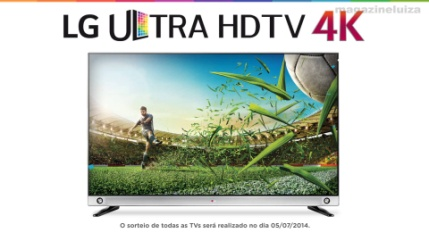 magazineluiza
LG ULTRA HDTV 4K
O sorteio de todas as TVs será realizado no dia 05/07/2014.